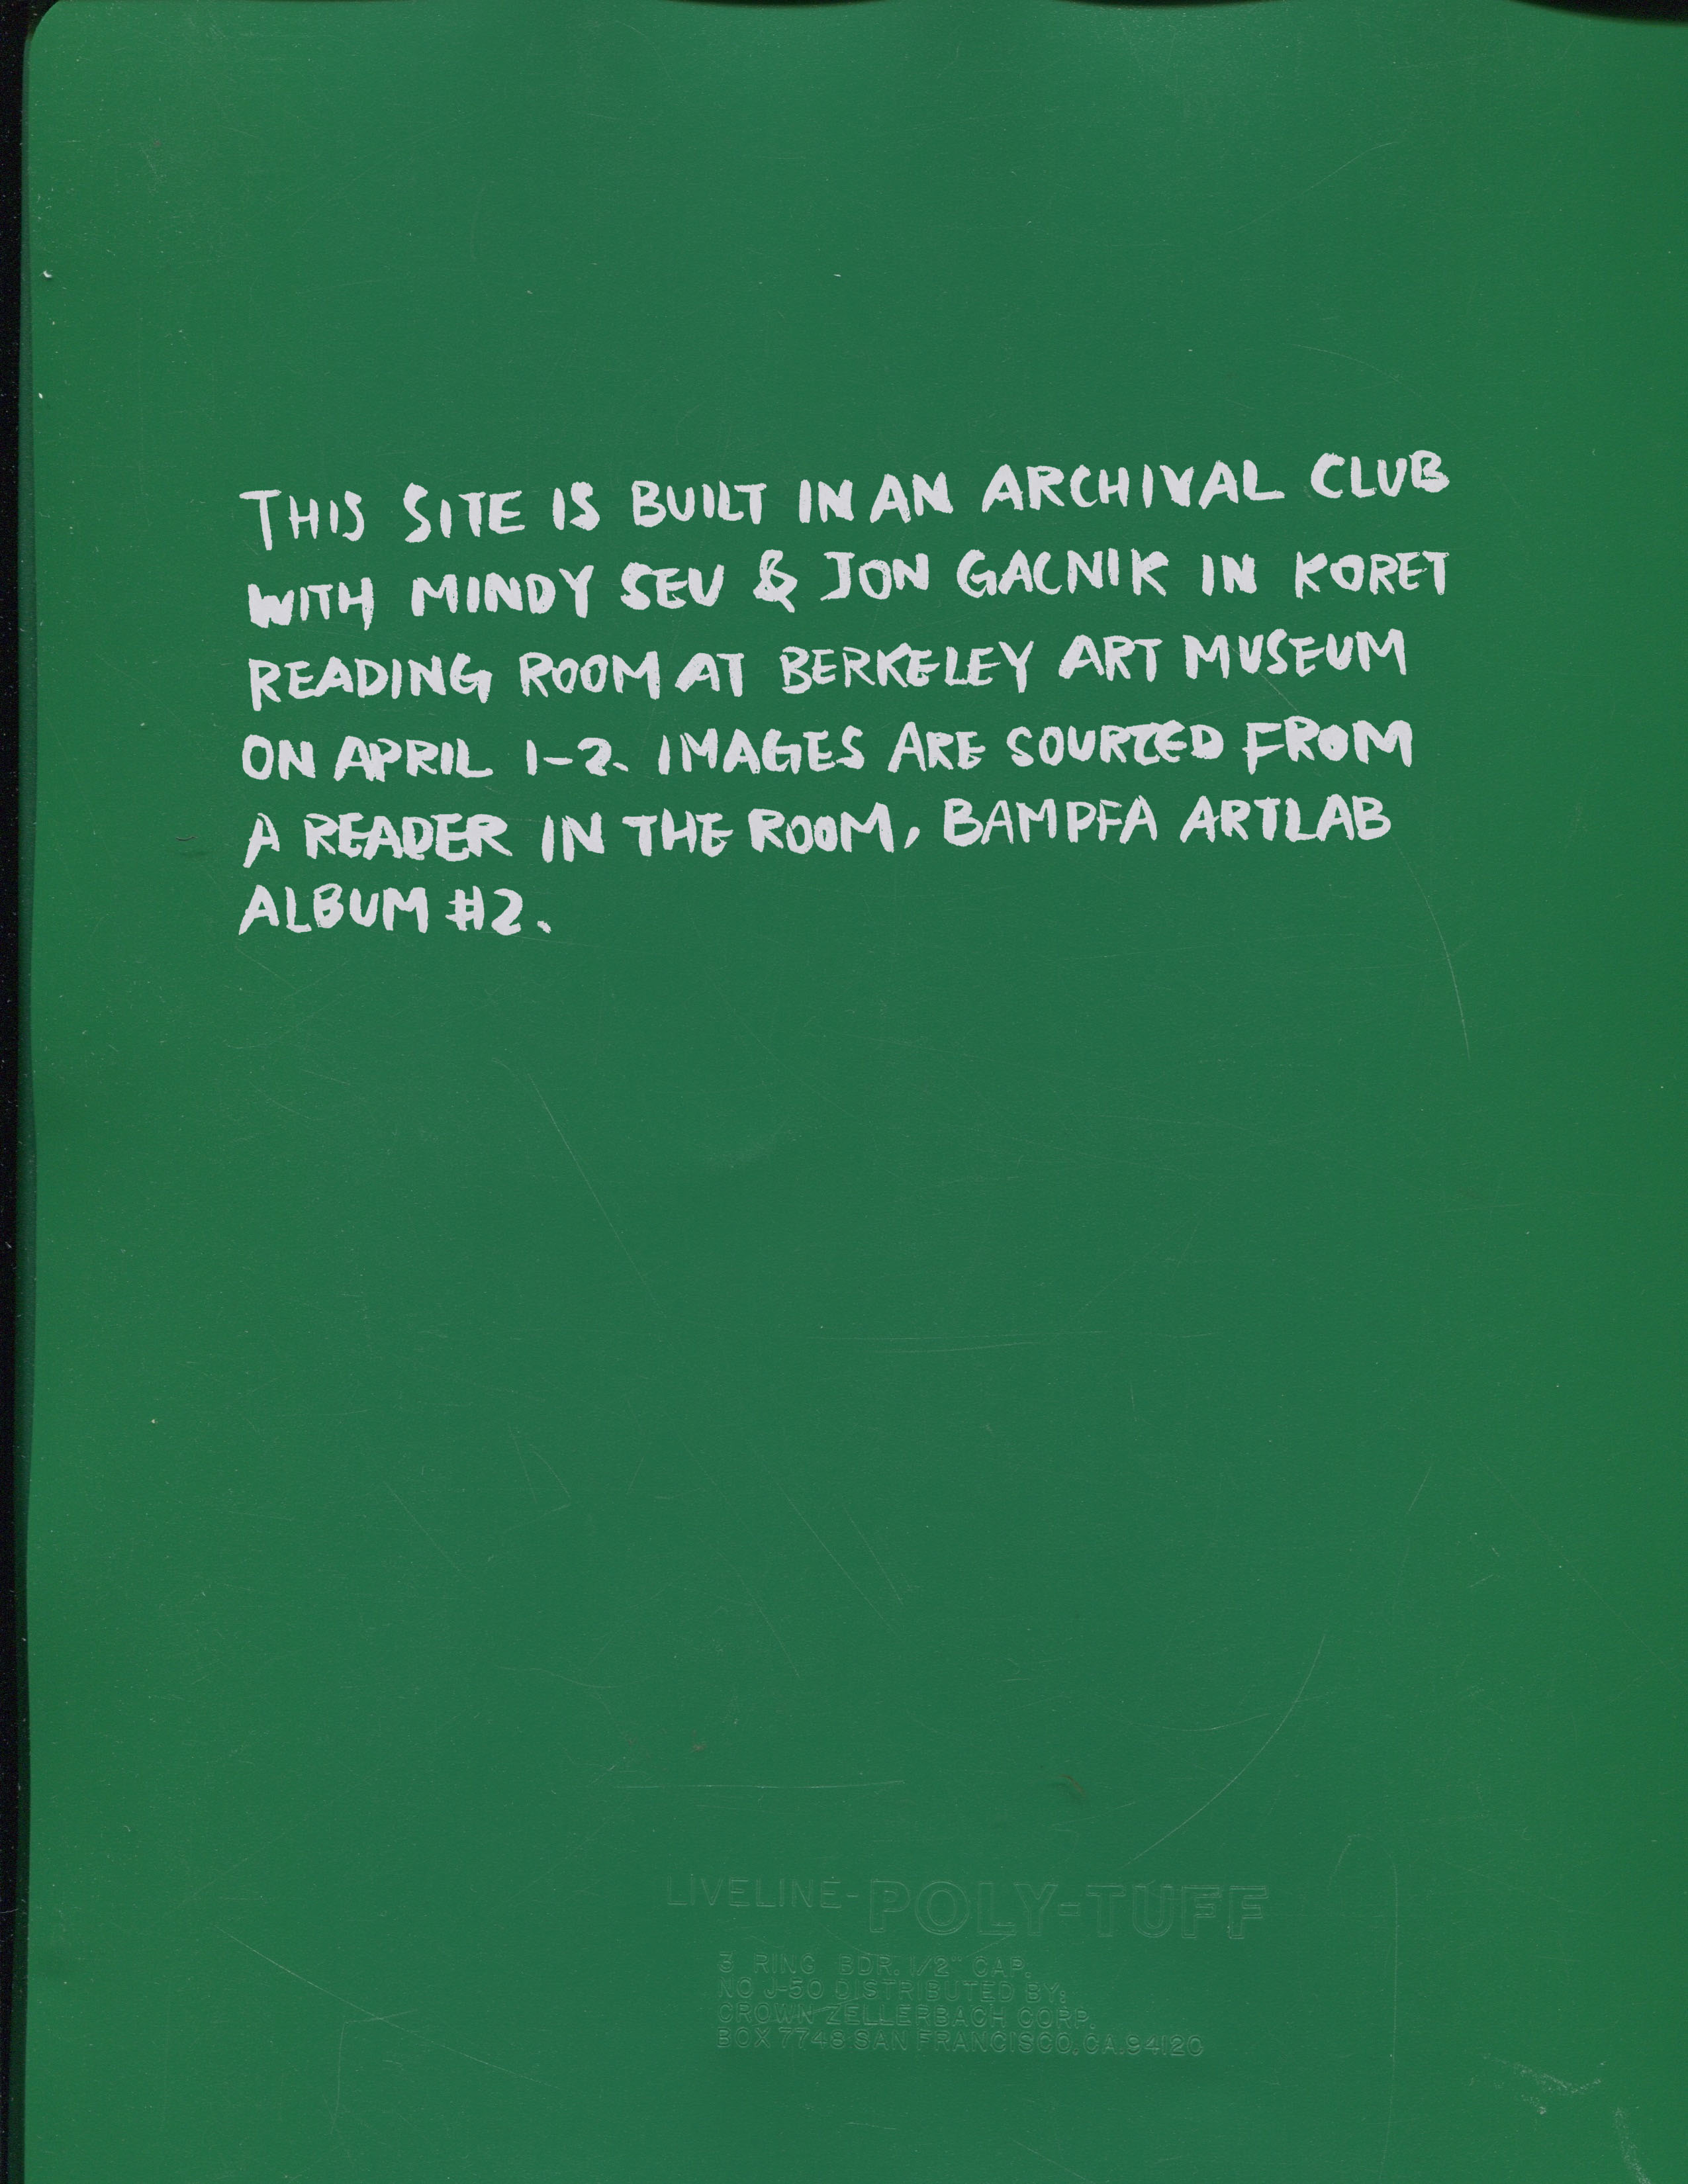 THIS SITE IS BUILT IN AN ARCHIVAL CLUB
WITH MINDY SEU & JON GACNIK IN KORET
READING ROOM AT BERKELEY ART MUSEUM
ON APRIL 1-2. IMAGES ARE SOURCED FROM
A READER IN THE ROOM, BAMPFA ARTLAB
ALBUM #2.
LIVELINE-POLY-TUFF
3 RING BDR. 1/2" CAP.
NO J-50 DISTRIBUTED BY:
CROWN ZELLERBACH CORP.
BOX 7749 SAN FRANCISCO, CA. 94120